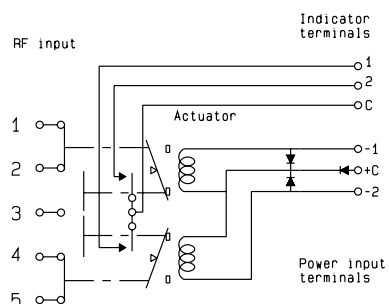 Indicator
terminals
RF input
1
2
C
Actuator
1
2
3
4
5
-1
+C
-2
Power input
terminals